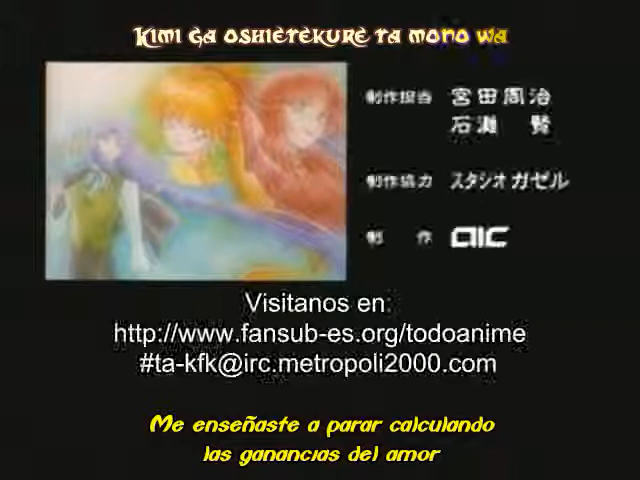 Kimi ga oshietekure ta mono wa
制作担当 宮田周治
石灘 賢
制作協力 スタジオガゼル
制 作 AIC
Visitanos en:
http://www.fansub-es.org/todoanime
#ta-kfk@irc.metropoli2000.com
Me enseñaste a parar calculando
las ganancias del amor